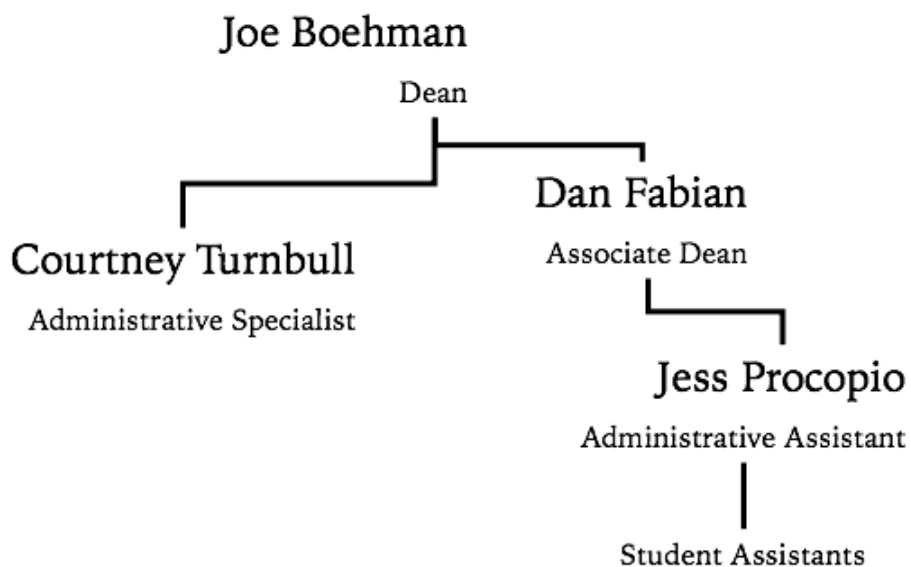 Joe Boehman
Dean
Dan Fabian
Associate Dean
Courtney Turnbull
Administrative Specialist
Jess Procopio
Administrative Assistant
Student Assistants